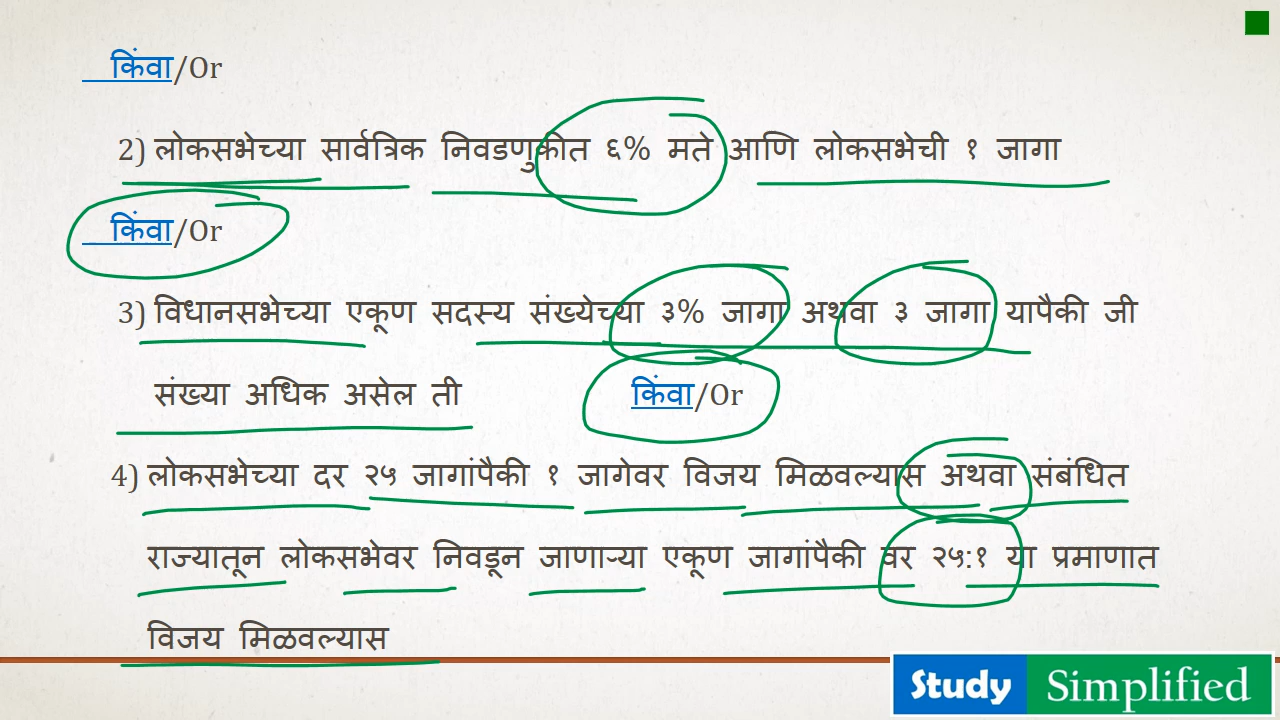 किंवा/Or
2) लोकसभेच्या सार्वत्रिक निवडणुकीत ६% मते आणि लोकसभेची १ जागा
किंवा/Or
3) विधानसभेच्या एकूण सदस्य संख्येच्या ३% जागा अथवा ३ जागा यापैकी जी
संख्या अधिक असेल ती किंवा/Or
4) लोकसभेच्या दर २५ जागांपैकी १ जागेवर विजय मिळवल्यास अथवा संबंधित
राज्यातून लोकसभेवर निवडून जाणाऱ्या एकूण जागांपैकी वर २५:१ या प्रमाणात
विजय मिळवल्यास
Study Simplified